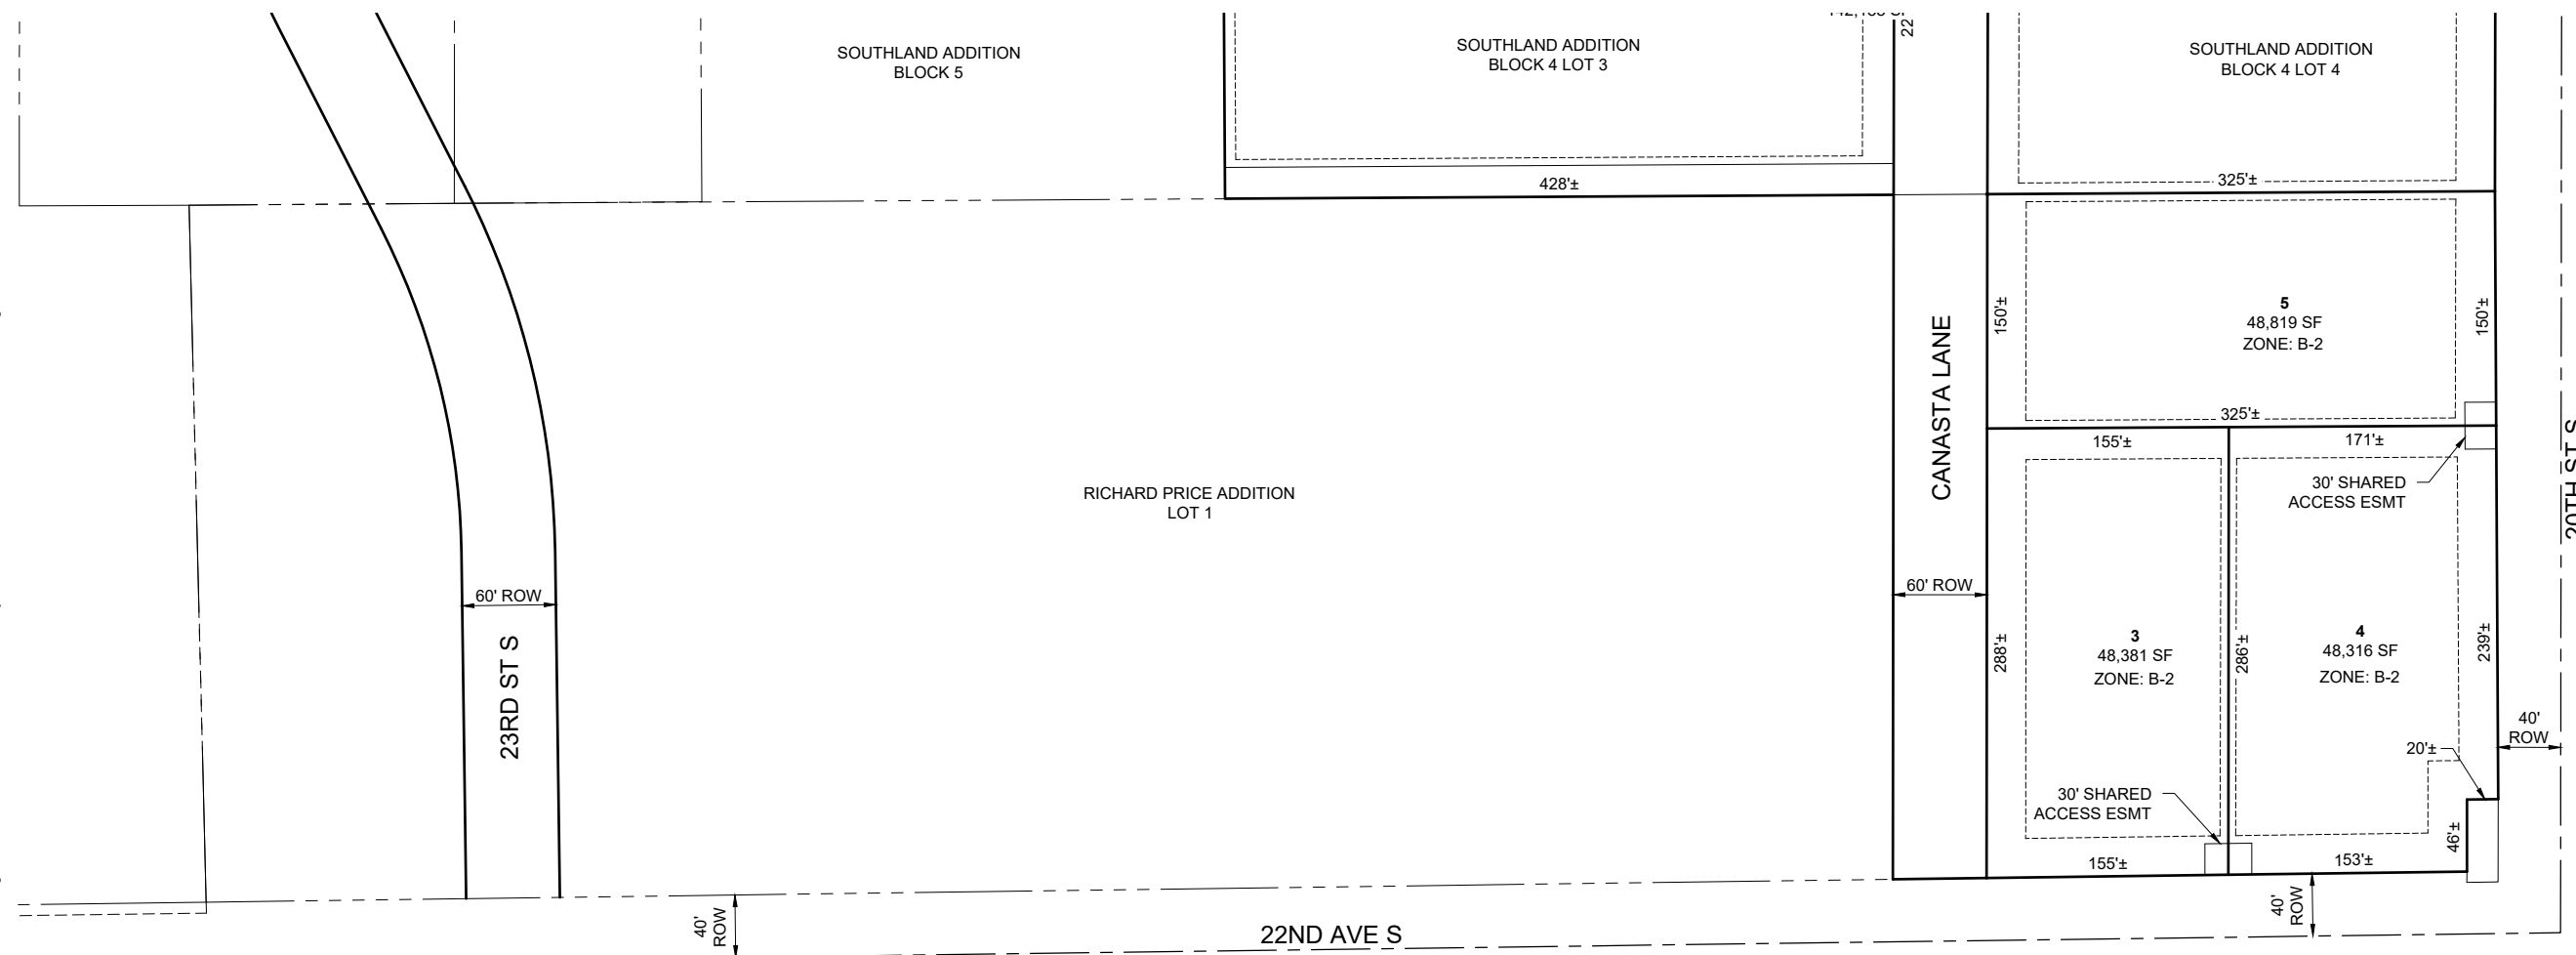 SOUTHLAND ADDITION
BLOCK 5
SOUTHLAND ADDITION
BLOCK 4 LOT 3
22
SOUTHLAND ADDITION
BLOCK 4 LOT 4
428'±
325'±
150'±
5
48,819 SF
ZONE: B-2
150'±
CANASTA LANE
325'±
155'±
171'±
30' SHARED
ACCESS ESMT
20TH ST S
RICHARD PRICE ADDITION
LOT 1
60' ROW
60' ROW
23RD ST S
288'±
3
48,381 SF
ZONE: B-2
286'±
4
48,316 SF
ZONE: B-2
239'±
40'
ROW
20'±
30' SHARED
ACCESS ESMT
46'±
155'±
153'±
40'
ROW
40'
ROW
22ND AVE S